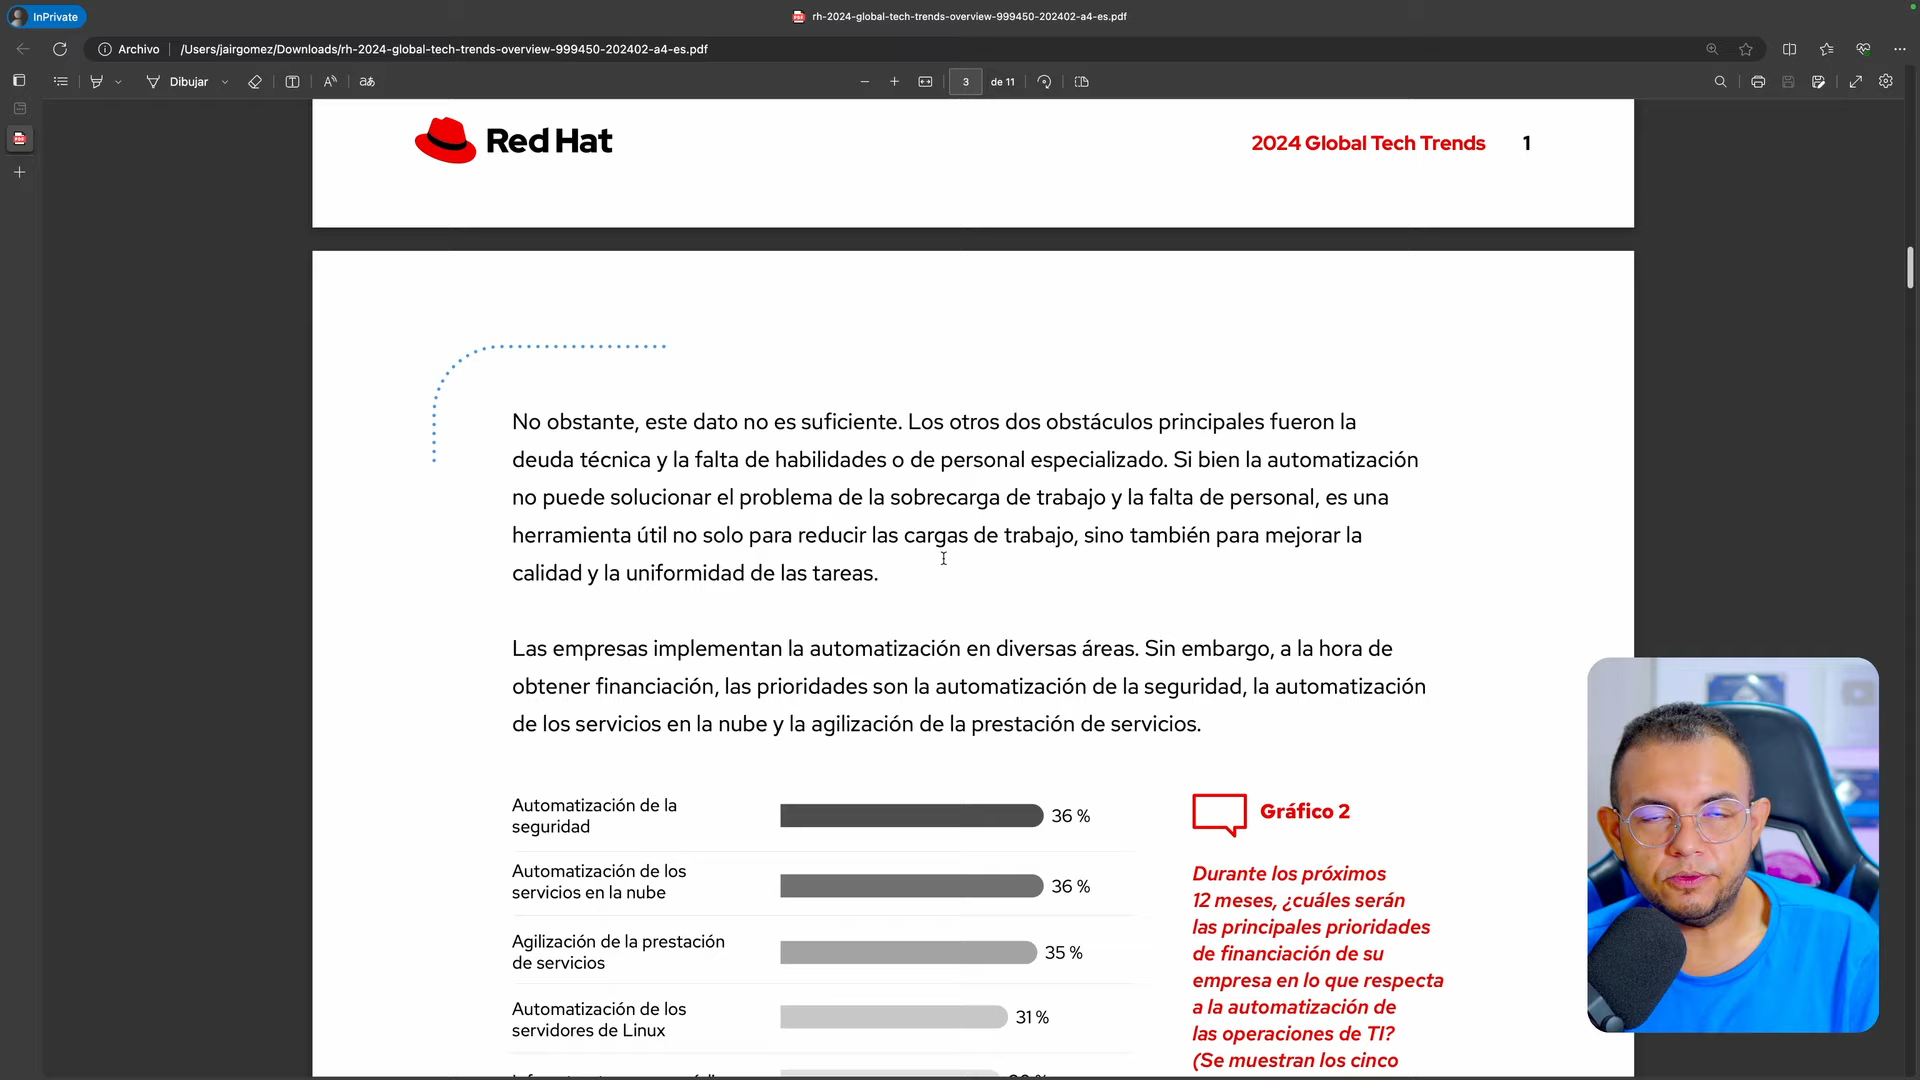 InPrivate
rh-2024-global-tech-trends-overview-999450-202402-a4-es.pdf
Archivo
/Users/jairgomez/Downloads/rh-2024-global-tech-trends-overview-999450-202402-a4-es.pdf
Dibujar
3
de 11
Red Hat
2024 Global Tech Trends 1
No obstante, este dato no es suficiente. Los otros dos obstáculos principales fueron la
deuda técnica y la falta de habilidades o de personal especializado. Si bien la automatización
no puede solucionar el problema de la sobrecarga de trabajo y la falta de personal, es una
herramienta útil no solo para reducir las cargas de trabajo, sino también para mejorar la
calidad y la uniformidad de las tareas.
Las empresas implementan la automatización en diversas áreas. Sin embargo, a la hora de
obtener financiación, las prioridades son la automatización de la seguridad, la automatización
de los servicios en la nube y la agilización de la prestación de servicios.
Automatización de la
seguridad
36 %
Automatización de los
servicios en la nube
36 %
Agilización de la prestación
de servicios
35 %
Automatización de los
servidores de Linux
31 %
Gráfico 2
Durante los próximos
12 meses, ¿cuáles serán
las principales prioridades
de financiación de su
empresa en lo que respecta
a la automatización de
las operaciones de TI?
(Se muestran los cinco